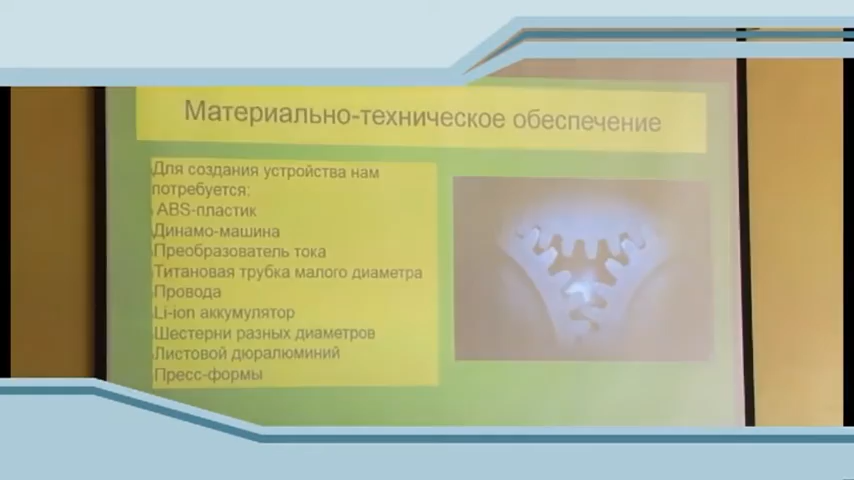 Материально-техническое обеспечение
Для создания устройства нам
потребуется:
ABS-пластик
Динамо-машина
Преобразователь тока
Титановая трубка малого диаметра
Провода
Li-ion аккумулятор
Шестерни разных диаметров
Листовой дюралюминий
Пресс-формы